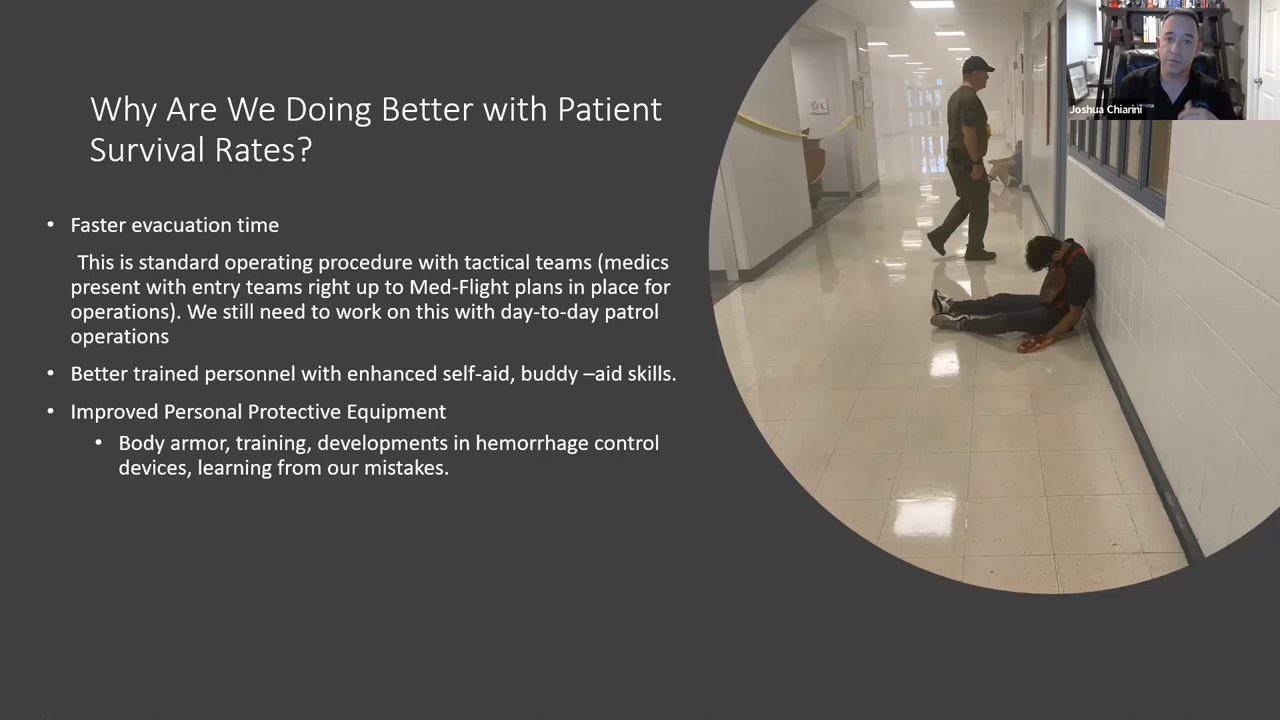 Why Are We Doing Better with Patient
Survival Rates?
• Faster evacuation time
This is standard operating procedure with tactical teams (medics
present with entry teams right up to Med-Flight plans in place for
operations). We still need to work on this with day-to-day patrol
operations
• Better trained personnel with enhanced self-aid, buddy –aid skills.
• Improved Personal Protective Equipment
• Body armor, training, developments in hemorrhage control
devices, learning from our mistakes.
Joshua Chiarini